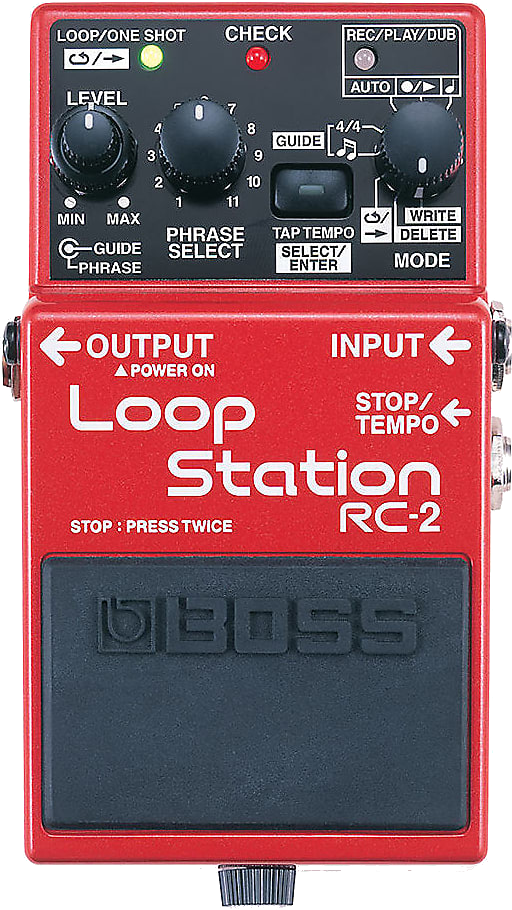 LOOP/ONE SHOT
CHECK
REC/PLAY/DUB
AUTO
LEVEL
7
4/4
GUIDE
4
8
3
9
2
10
1
11
MIN MAX
PHRASE
SELECT
TAP TEMPO
SELECT/
ENTER
WRITE
DELETE
MODE
GUIDE
PHRASE
OUTPUT
INPUT
▲POWER ON
Loop
STOP/
TEMPO
Station
RC-2
STOP : PRESS TWICE
BOSS